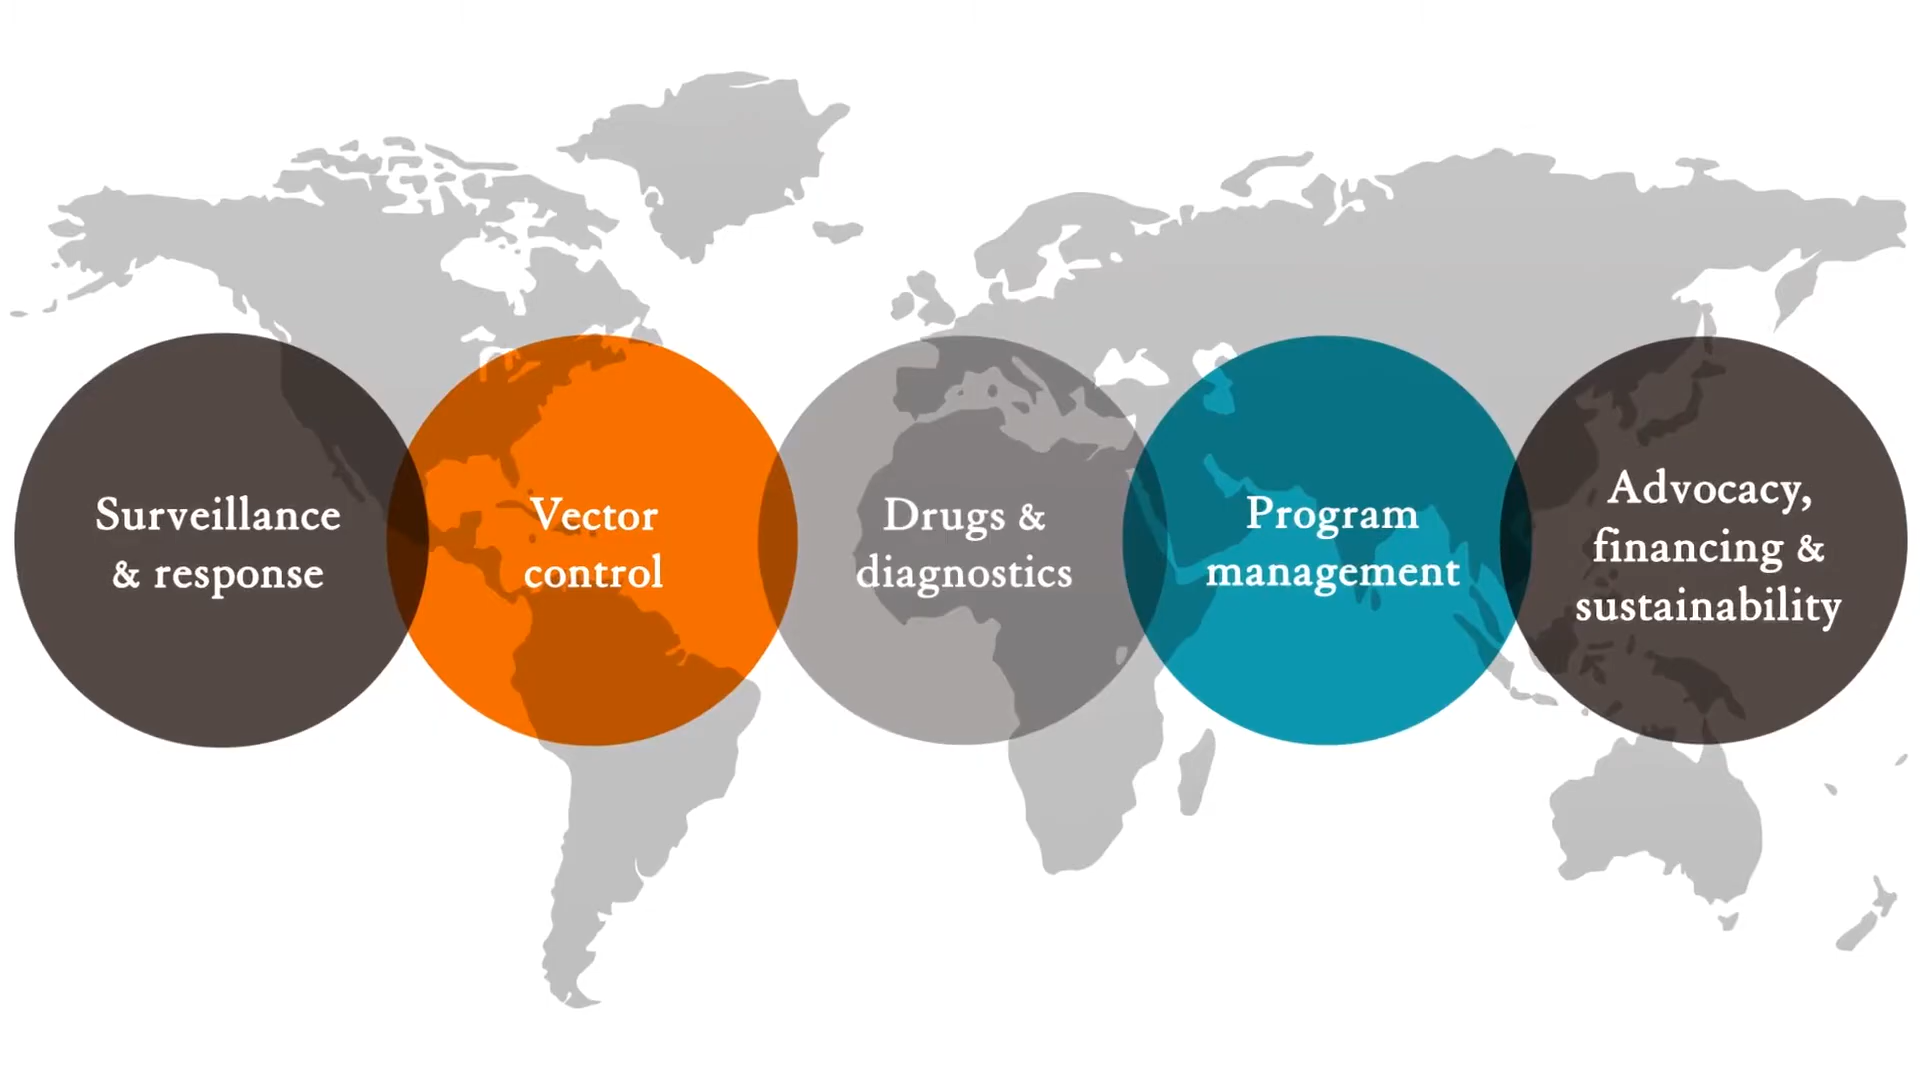 Surveillance
& response
Vector
control
Drugs &
diagnostics
Program
management
Advocacy,
financing &
sustainability